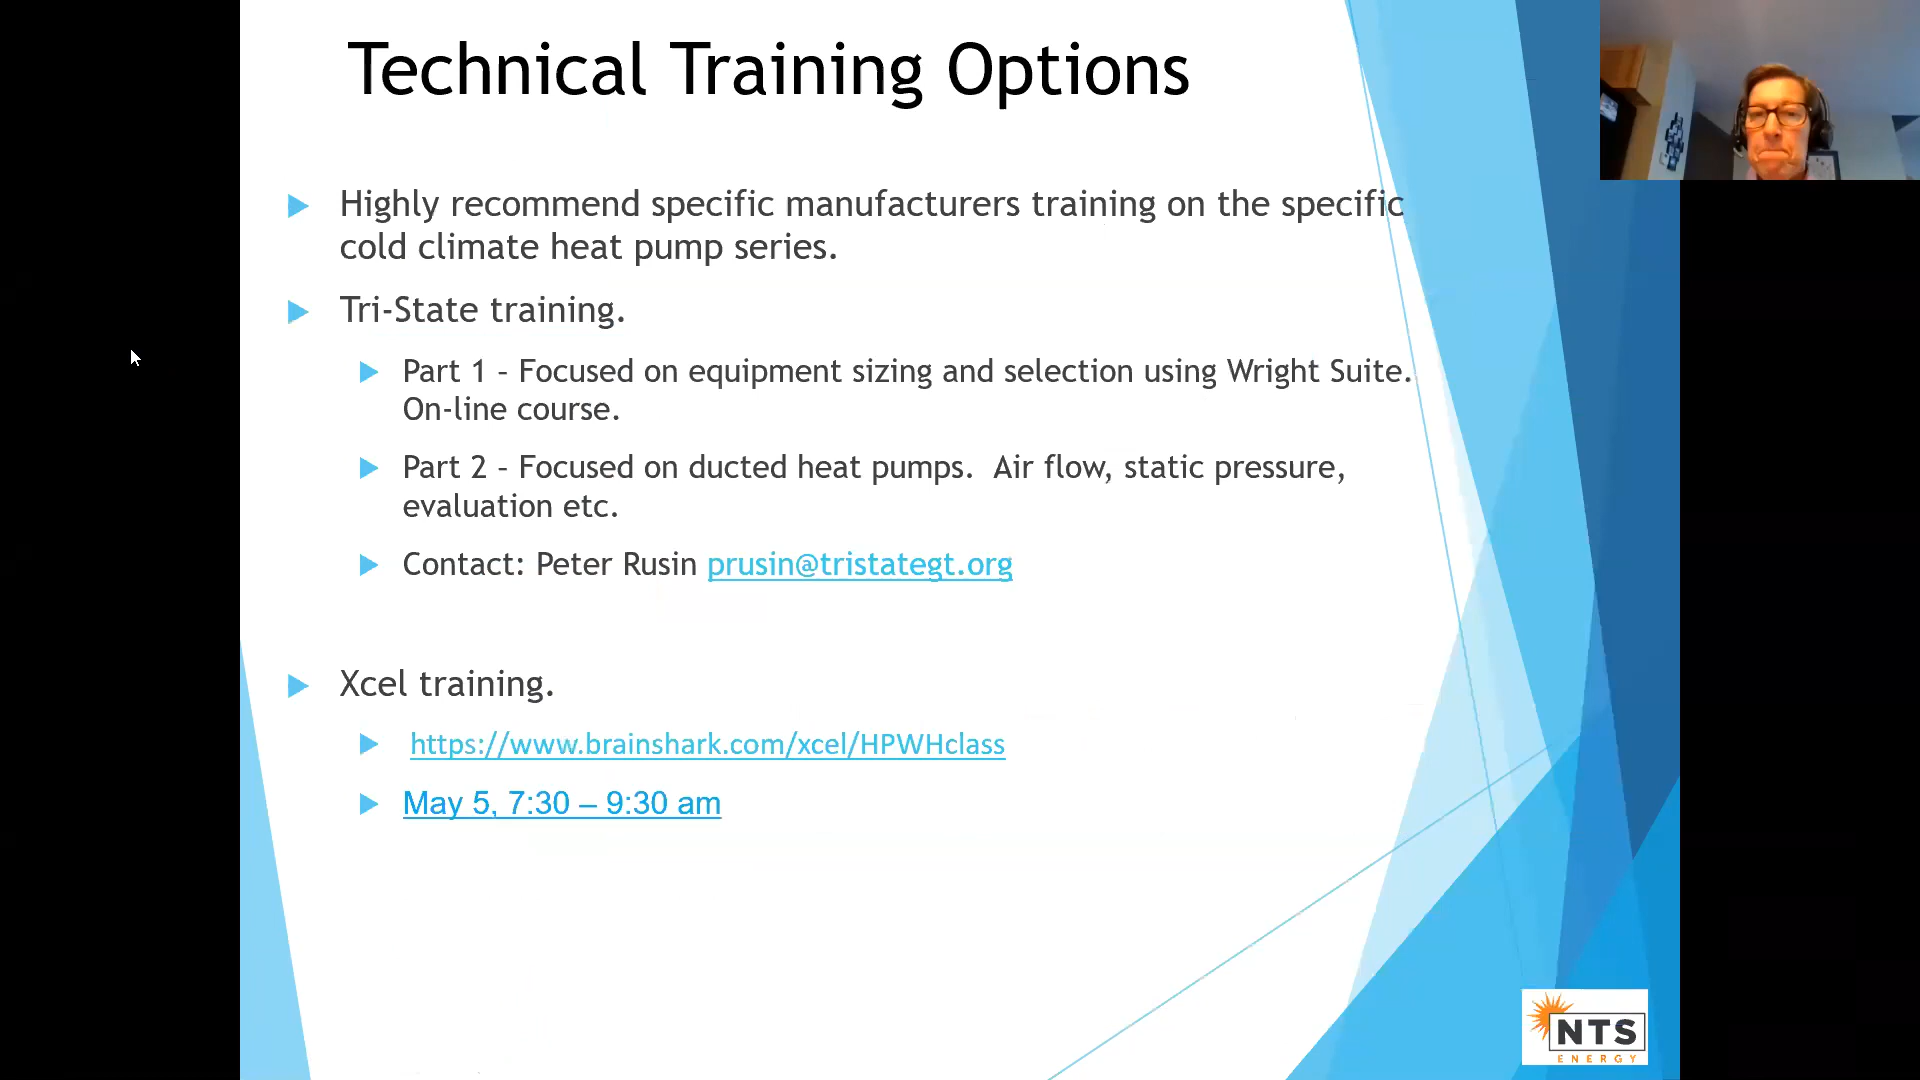 Technical Training Options
Highly recommend specific manufacturers training on the specific
cold climate heat pump series.
Tri-State training.
Part 1 – Focused on equipment sizing and selection using Wright Suite.
On-line course.
Part 2 – Focused on ducted heat pumps.  Air flow, static pressure,
evaluation etc.
Contact: Peter Rusin prusin@tristategt.org
Xcel training.
https://www.brainshark.com/xcel/HPWHclass
May 5, 7:30 – 9:30 am
NTS
ENERGY